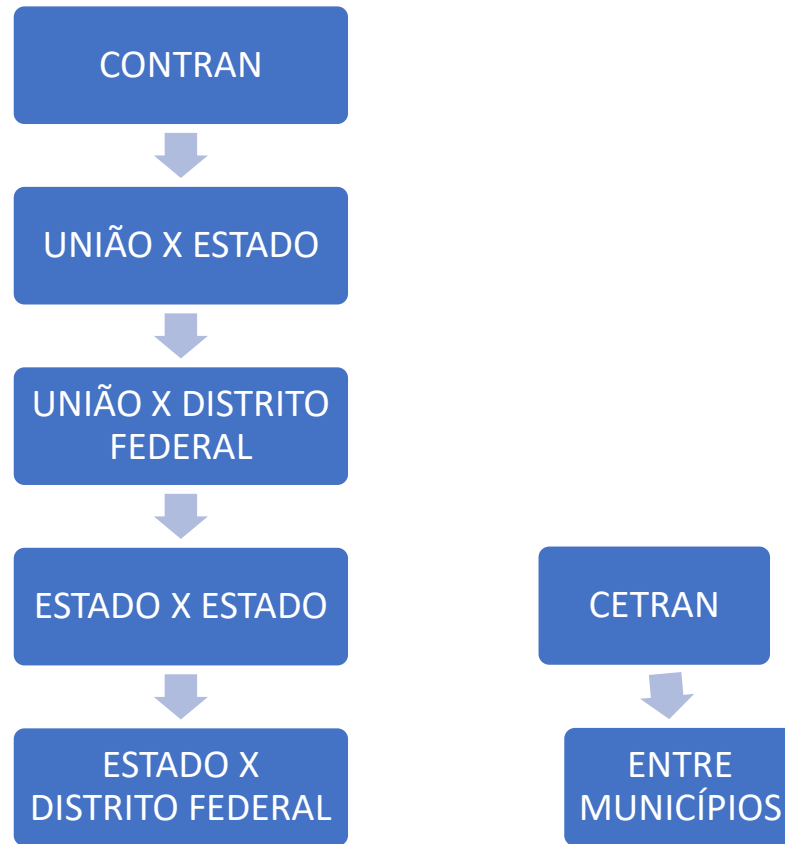 CONTRAN
UNIÃO X ESTADO
UNIÃO X DISTRITO
FEDERAL
ESTADO X ESTADO
ESTADO X
DISTRITO FEDERAL
CETRAN
ENTRE
MUNICÍPIOS